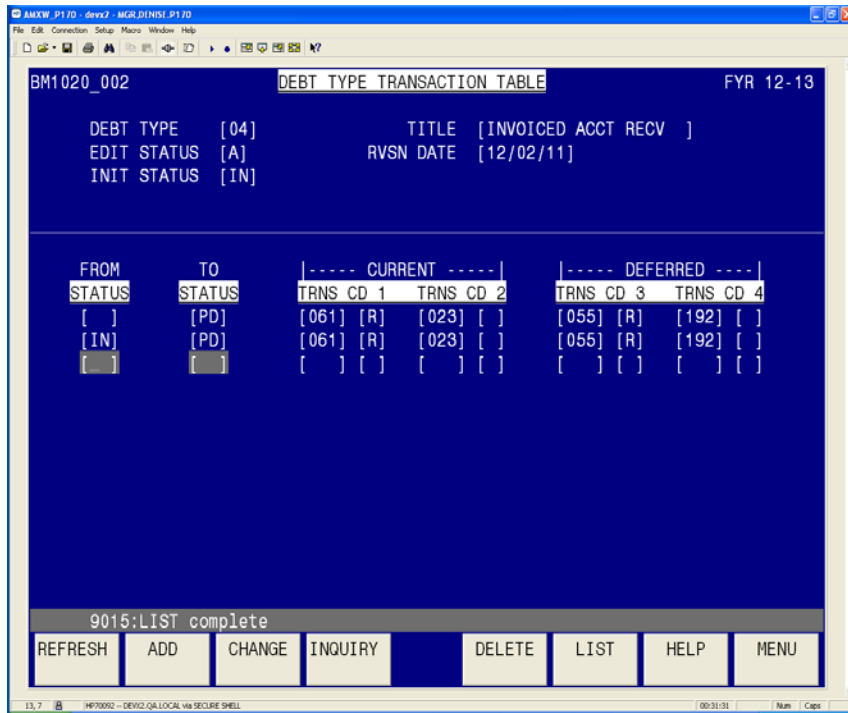 AMXW_P170 - devx2 - MGR,DENISE.P170
File Edit Connection Setup Macro Window Help
BM1020_002 DEBT TYPE TRANSACTION TABLE FYR 12-13
DEBT TYPE [04] TITLE [INVOICED ACCT RECV ]
EDIT STATUS [A] RVSN DATE [12/02/11]
INIT STATUS [IN]
FROM TO |----- CURRENT -----| |----- DEFERRED ----|
STATUS STATUS TRNS CD 1 TRNS CD 2 TRNS CD 3 TRNS CD 4
[ ] [PD] [061] [R] [023] [ ] [055] [R] [192] [ ]
[IN] [PD] [061] [R] [023] [ ] [055] [R] [192] [ ]
[_ ] [ ] [ ] [ ] [ ] [ ] [ ] [ ] [ ] [ ]
9015:LIST complete
REFRESH ADD CHANGE INQUIRY DELETE LIST HELP MENU
13, 7 HP70092 -- DEVX2.QA.LOCAL via SECURE SHELL 00:31:31 Num Caps